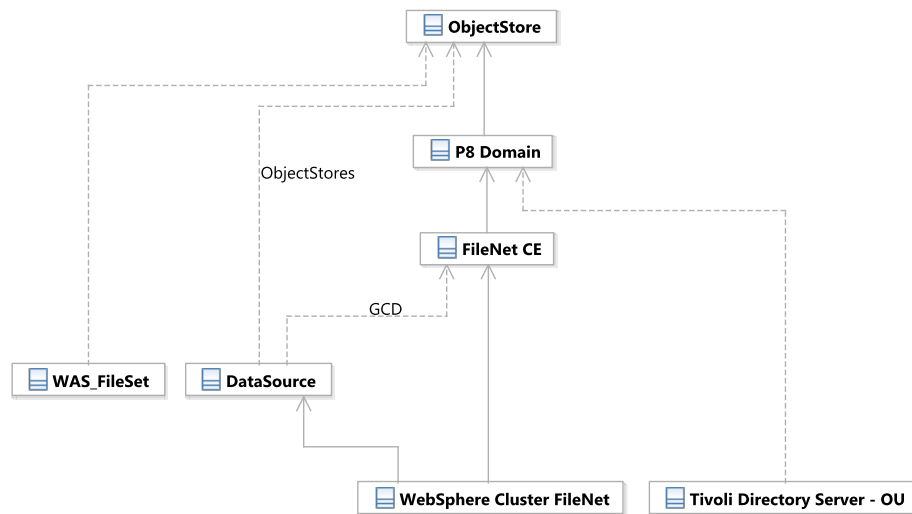 ObjectStore
P8 Domain
ObjectStores
FileNet CE
GCD
WAS_FileSet
DataSource
WebSphere Cluster FileNet
Tivoli Directory Server - OU